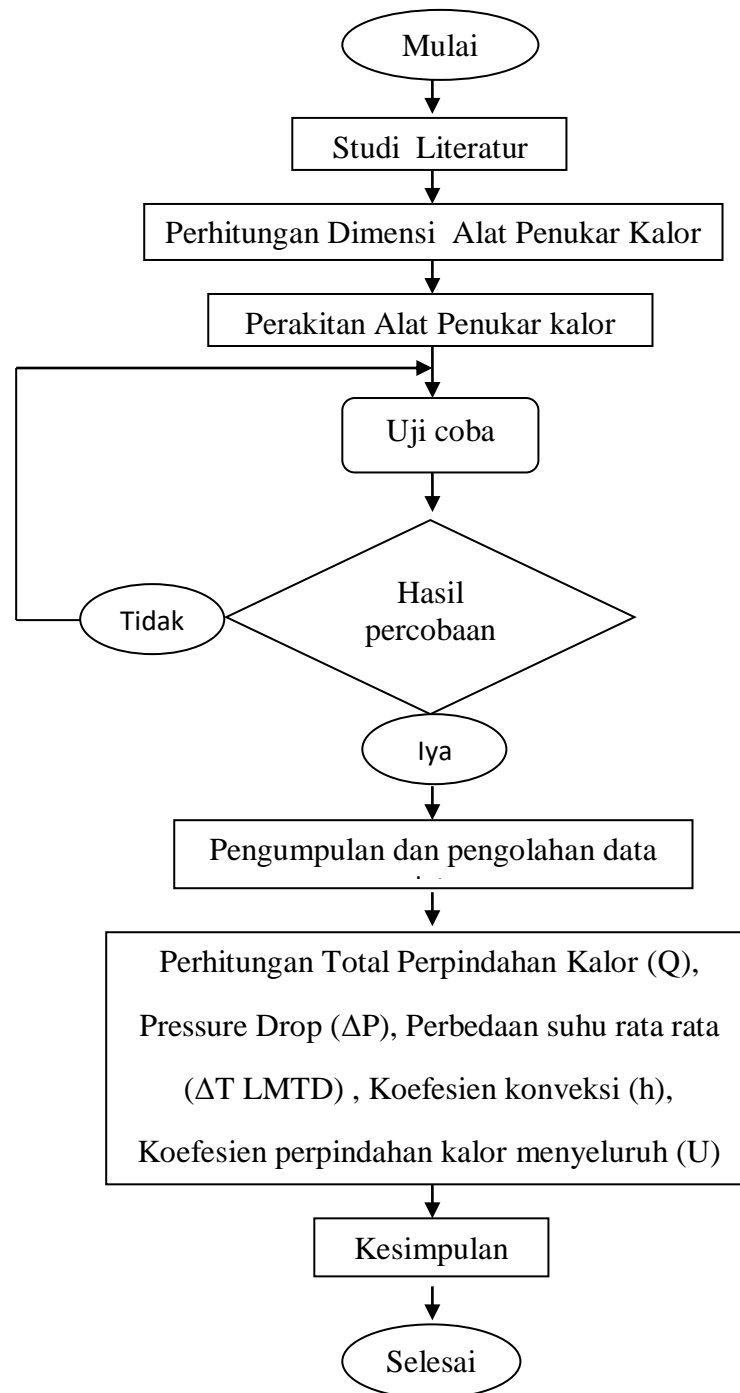 Mulai
Studi Literatur
Perhitungan Dimensi Alat Penukar Kalor
Perakitan Alat Penukar kalor
Uji coba
Hasil
percobaan
Tidak
Iya
Pengumpulan dan pengolahan data
Perhitungan Total Perpindahan Kalor (Q),
Pressure Drop (ΔP), Perbedaan suhu rata rata
(ΔT LMTD) , Koefesien konveksi (h),
Koefesien perpindahan kalor menyeluruh (U)
Kesimpulan
Selesai